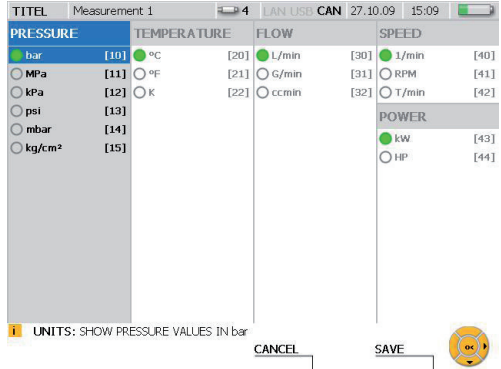 TITEL Measurement 1 4 LAN USB CAN 27.10.09 15:09
PRESSURE TEMPERATURE FLOW SPEED
bar [10] °C [20] L/min [30] 1/min [40]
MPa [11] °F [21] G/min [31] RPM [41]
kPa [12] K [22] ccmin [32] T/min [42]
psi [13]
POWER
mbar [14]
kW [43]
kg/cm² [15]
HP [44]
i UNITS: SHOW PRESSURE VALUES IN bar
CANCEL SAVE
OK